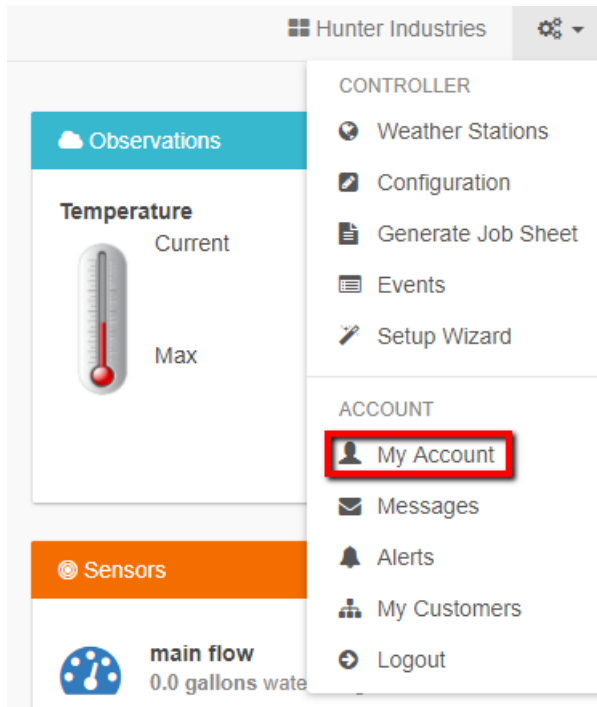 Hunter Industries
CONTROLLER
Weather Stations
Configuration
Generate Job Sheet
Events
Setup Wizard
ACCOUNT
My Account
Messages
Alerts
My Customers
Logout
Observations
Temperature
Current
Max
Sensors
main flow
0.0 gallons wate